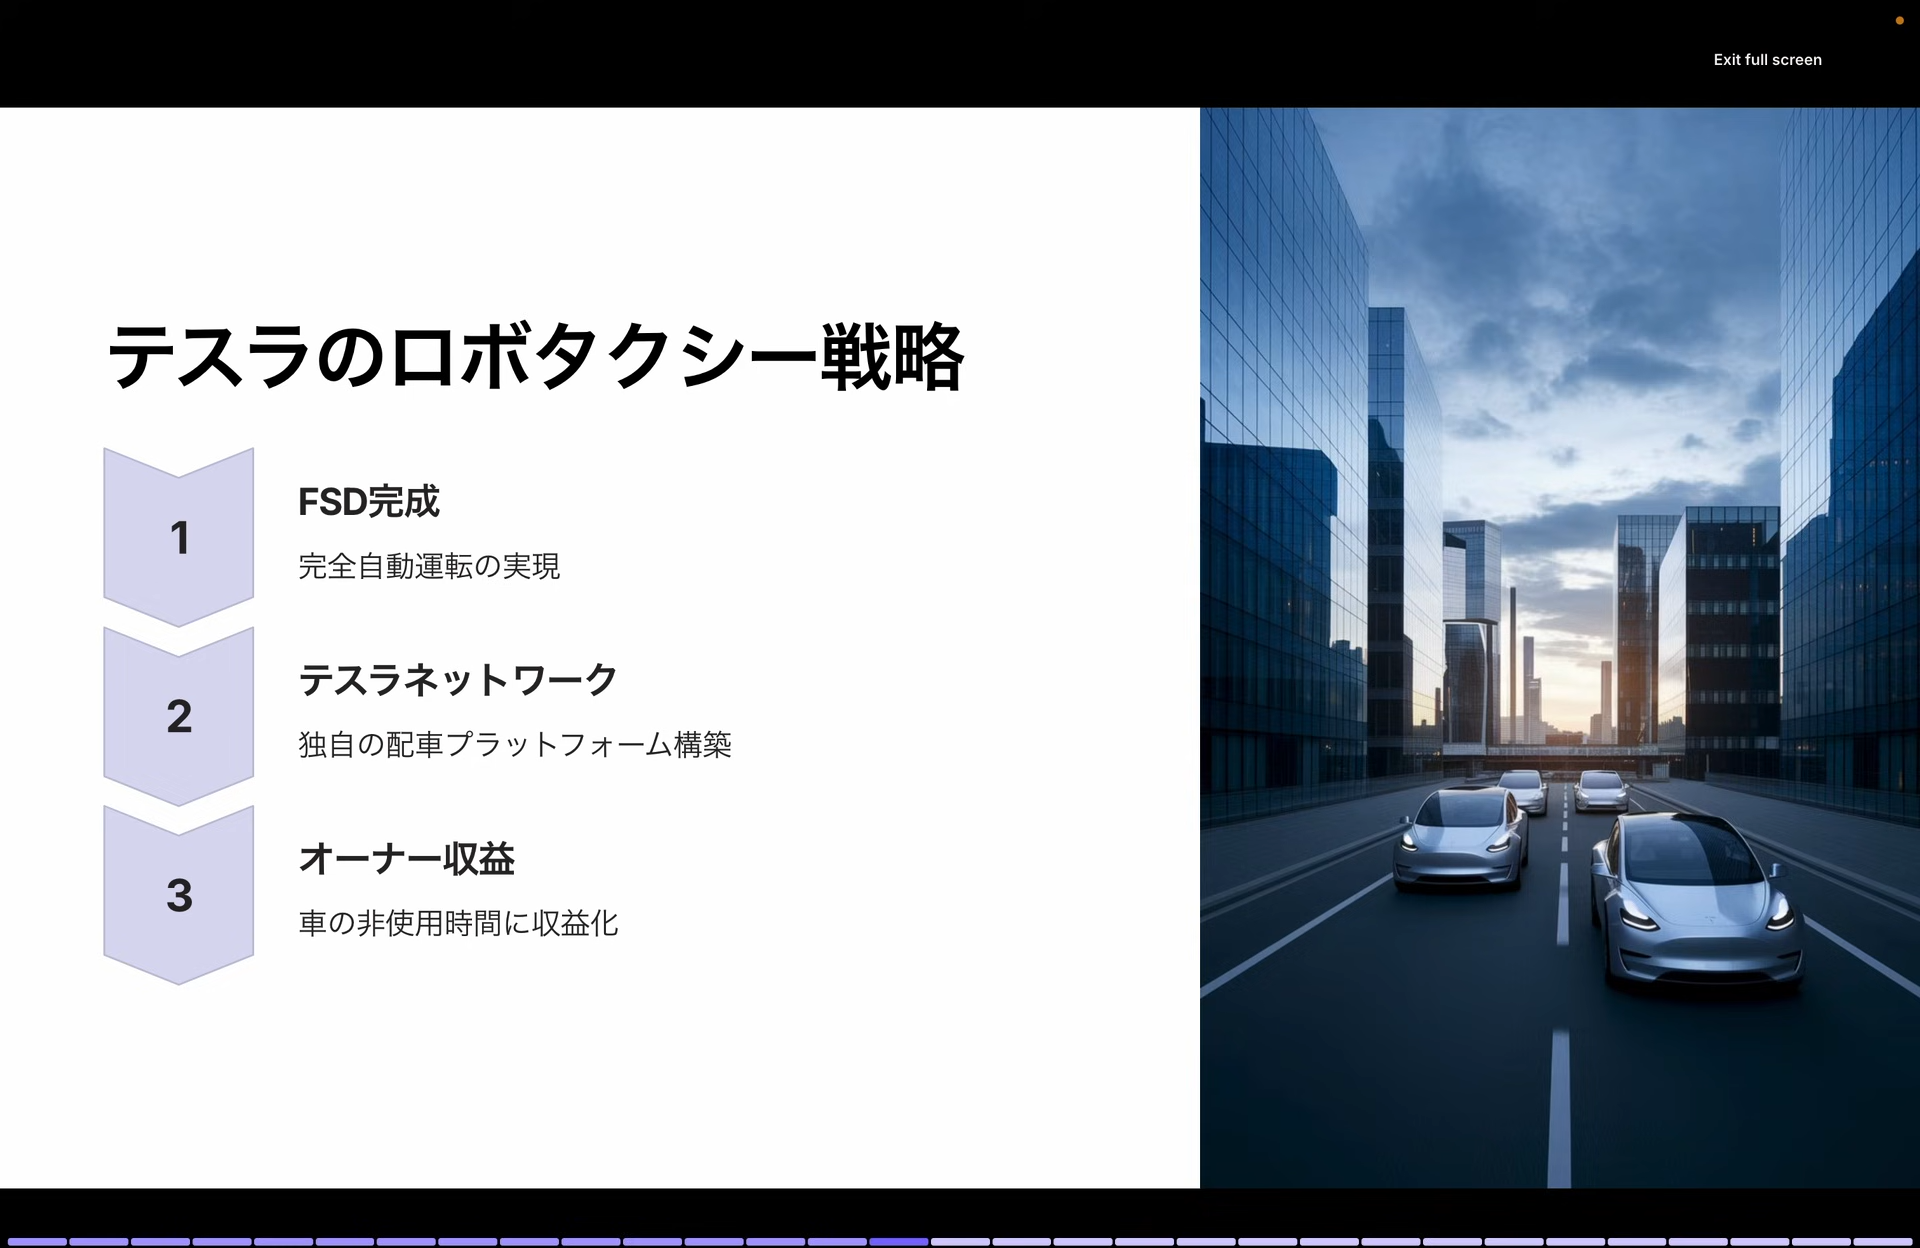 Exit full screen
テスラのロボタクシー戦略
1
FSD完成
完全自動運転の実現
2
テスラネットワーク
独自の配車プラットフォーム構築
3
オーナー収益
車の非使用時間に収益化